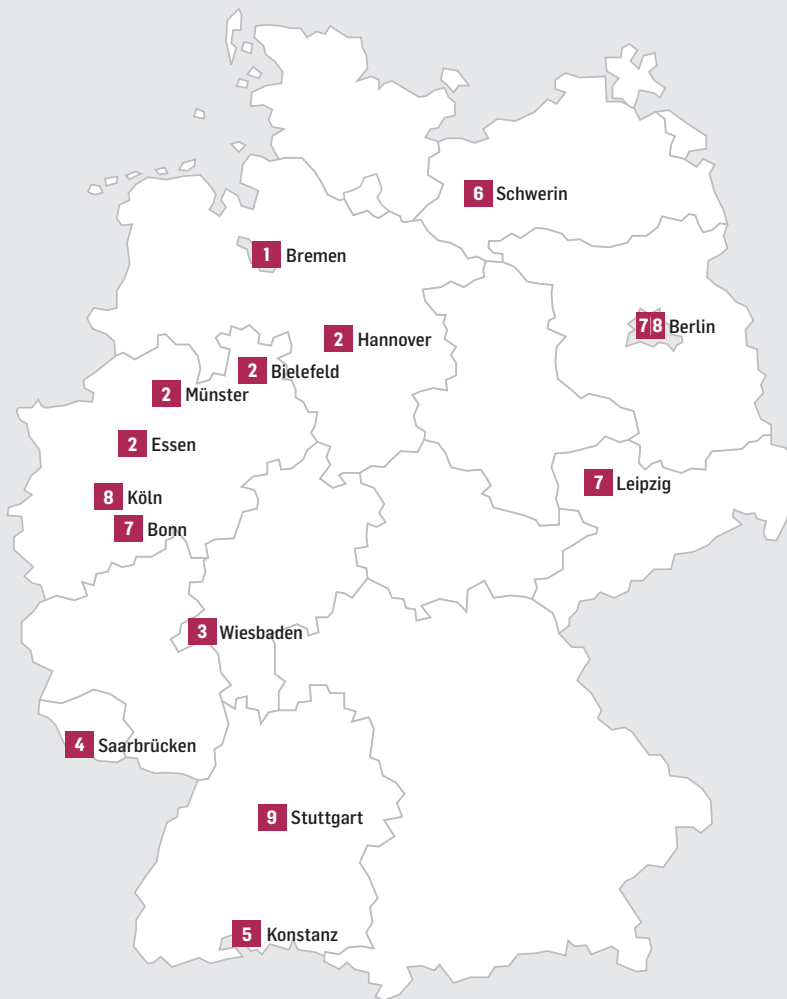 6 Schwerin
1 Bremen
7|8 Berlin
2 Hannover
2 Bielefeld
2 Münster
2 Essen
7 Leipzig
8 Köln
7 Bonn
3 Wiesbaden
4 Saarbrücken
9 Stuttgart
5 Konstanz